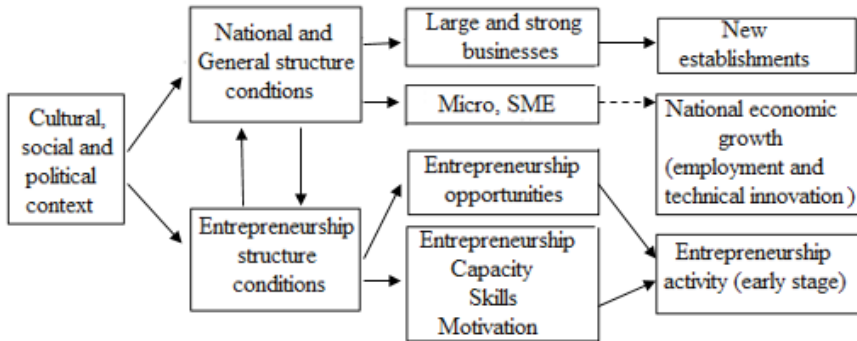 Cultural,
social and
political
context
National and
General structure
condtions
Entrepreneurship
structure
conditions
Large and strong
businesses
Micro, SME
Entrepreneurship
opportunities
Entrepreneurship
Capacity
Skills
Motivation
New
establishments
National economic
growth
(employment and
technical innovation )
Entrepreneurship
activity (early stage)